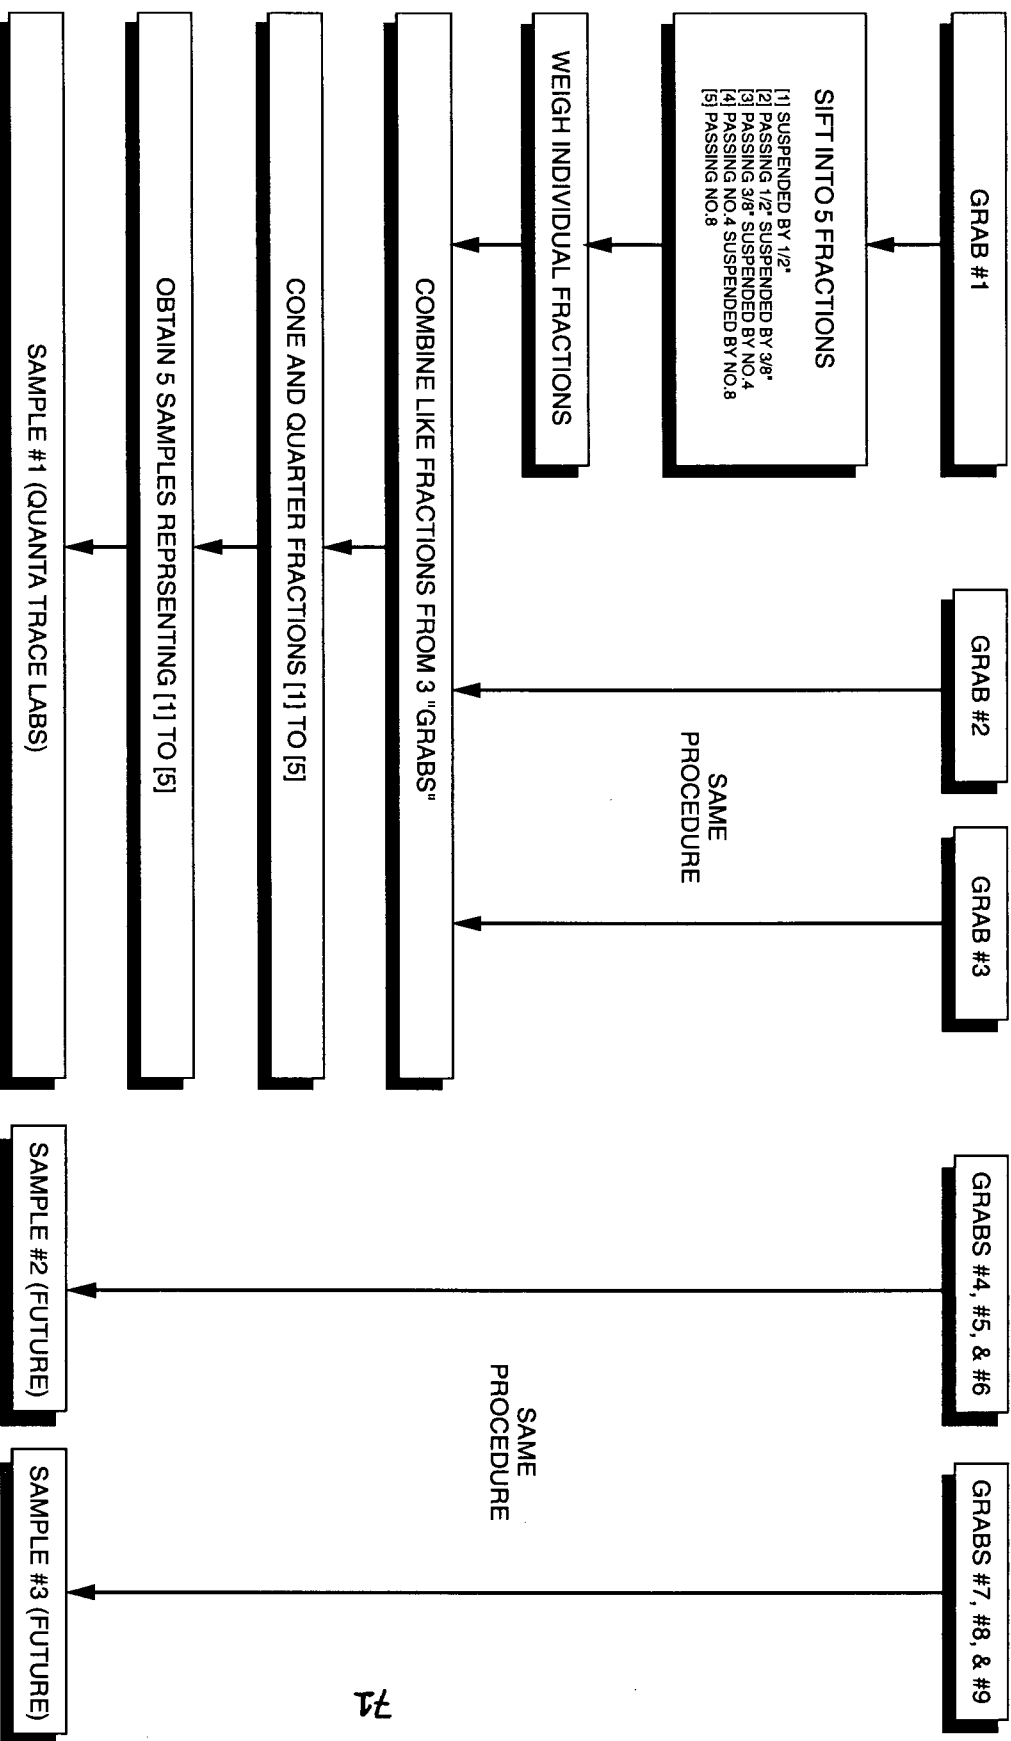 GRAB #1
GRAB #2
GRAB #3
GRABS #4, #5, & #6
GRABS #7, #8, & #9
SIFT INTO 5 FRACTIONS
[1] SUSPENDED BY 1/2"
[2] PASSING 1/2" SUSPENDED BY 3/8"
[3] PASSING 3/8" SUSPENDED BY NO.4
[4] PASSING NO.4 SUSPENDED BY NO.8
[5] PASSING NO.8
SAME
PROCEDURE
WEIGH INDIVIDUAL FRACTIONS
SAME
PROCEDURE
COMBINE LIKE FRACTIONS FROM 3 "GRABS"
CONE AND QUARTER FRACTIONS [1] TO [5]
OBTAIN 5 SAMPLES REPRSENTING [1] TO [5]
SAMPLE #1 (QUANTA TRACE LABS)
SAMPLE #2 (FUTURE)
SAMPLE #3 (FUTURE)
71